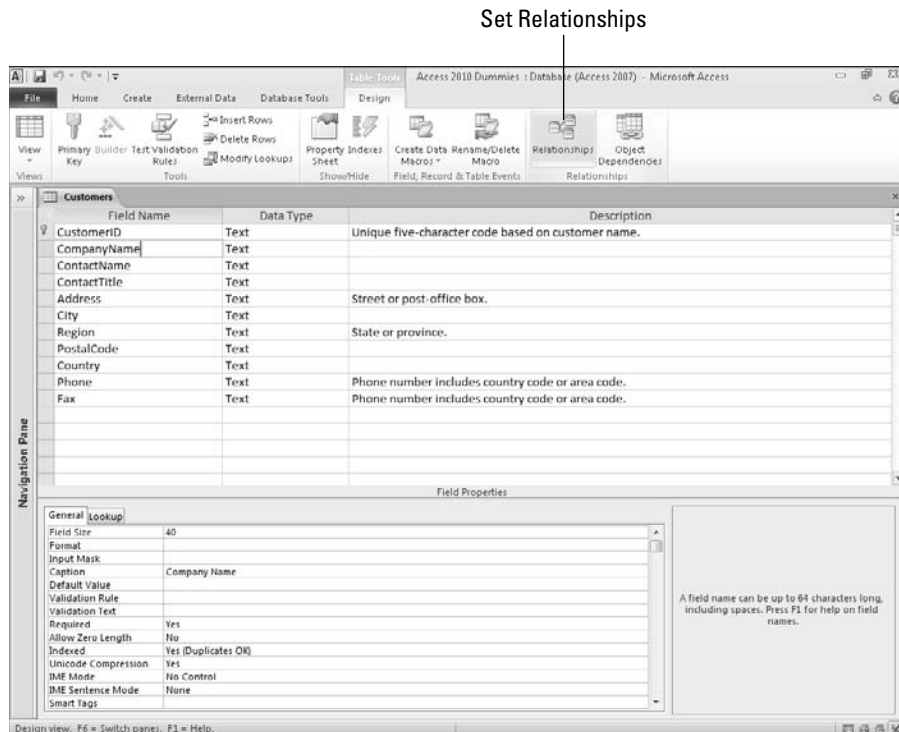 Set Relationships
Table Tools Access 2010 Dummies : Database (Access 2007) - Microsoft Access
File Home Create External Data Database Tools Design
View
Primary Key
Builder
Test Validation Rules
Insert Rows
Delete Rows
Modify Lookups
Property Sheet
Indexes
Create Data Macros
Rename/Delete Macro
Relationships
Object Dependencies
Views Tools Show/Hide Field, Record & Table Events Relationships
Customers
Field Name Data Type Description
CustomerID Text Unique five-character code based on customer name.
CompanyName Text
ContactName Text
ContactTitle Text
Address Text Street or post-office box.
City Text
Region Text State or province.
PostalCode Text
Country Text
Phone Text Phone number includes country code or area code.
Fax Text Phone number includes country code or area code.
Navigation Pane
Field Properties
General Lookup
Field Size 40
Format
Input Mask
Caption Company Name
Default Value
Validation Rule
Validation Text
Required Yes
Allow Zero Length No
Indexed Yes (Duplicates OK)
Unicode Compression Yes
IME Mode No Control
IME Sentence Mode None
Smart Tags
A field name can be up to 64 characters long,
including spaces. Press F1 for help on field
names.
Design view. F6 = Switch panes. F1 = Help.